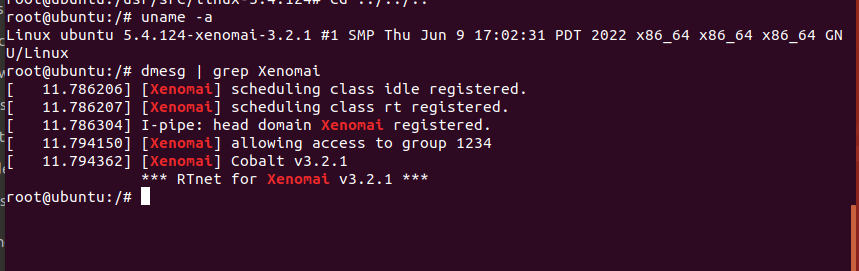 root@ubuntu:/usr/src/linux-5.4.124# cd ../../..
root@ubuntu:/# uname -a
Linux ubuntu 5.4.124-xenomai-3.2.1 #1 SMP Thu Jun 9 17:02:31 PDT 2022 x86_64 x86_64 x86_64 GN
U/Linux
root@ubuntu:/# dmesg | grep Xenomai
[   11.786206] [Xenomai] scheduling class idle registered.
[   11.786207] [Xenomai] scheduling class rt registered.
[   11.786304] I-pipe: head domain Xenomai registered.
[   11.794150] [Xenomai] allowing access to group 1234
[   11.794362] [Xenomai] Cobalt v3.2.1
*** RTnet for Xenomai v3.2.1 ***
root@ubuntu:/#